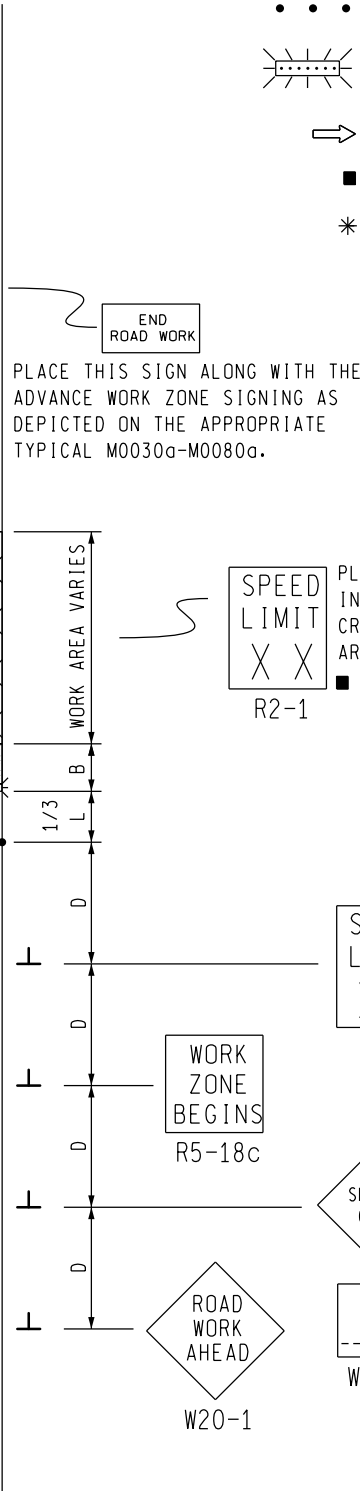 END
ROAD WORK
PLACE THIS SIGN ALONG WITH THE
ADVANCE WORK ZONE SIGNING AS
DEPICTED ON THE APPROPRIATE
TYPICAL M0030a-M0080a.
WORK AREA VARIES
SPEED
LIMIT
X X
R2-1
B
1/3
L
D
D
WORK
ZONE
BEGINS
R5-18c
D
D
ROAD
WORK
AHEAD
W20-1